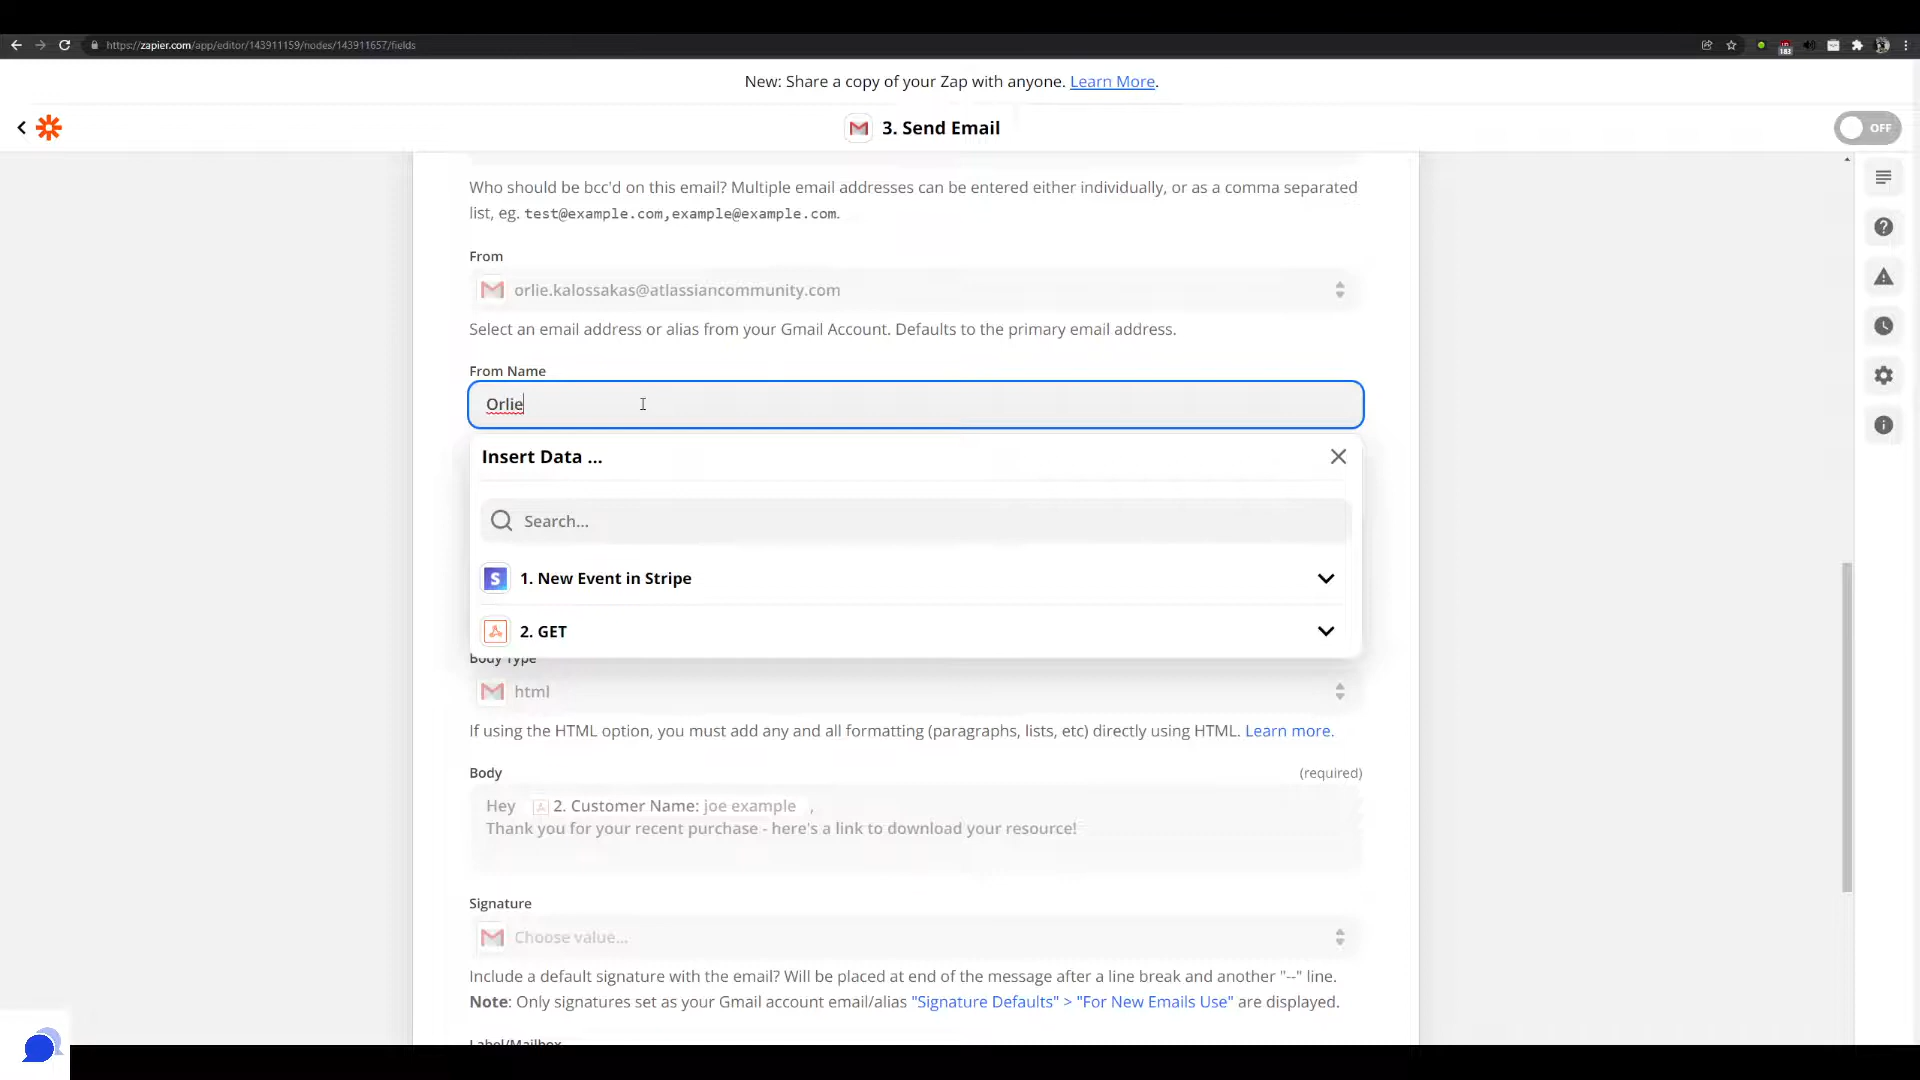 https://zapier.com/app/editor/143911159/nodes/143911657/fields
183
New: Share a copy of your Zap with anyone. Learn More.
3. Send Email
OFF
Who should be bcc'd on this email? Multiple email addresses can be entered either individually, or as a comma separated
list, eg. test@example.com,example@example.com.
From
orlie.kalossakas@atlassiancommunity.com
Select an email address or alias from your Gmail Account. Defaults to the primary email address.
From Name
Orlie
Insert Data ...
Search...
S
1. New Event in Stripe
2. GET
Body Type
html
If using the HTML option, you must add any and all formatting (paragraphs, lists, etc) directly using HTML. Learn more.
Body
(required)
Hey 2. Customer Name: joe example ,
Thank you for your recent purchase - here's a link to download your resource!
Signature
Choose value...
Include a default signature with the email? Will be placed at end of the message after a line break and another "--" line.
Note: Only signatures set as your Gmail account email/alias "Signature Defaults" > "For New Emails Use" are displayed.
Label/Mailbox